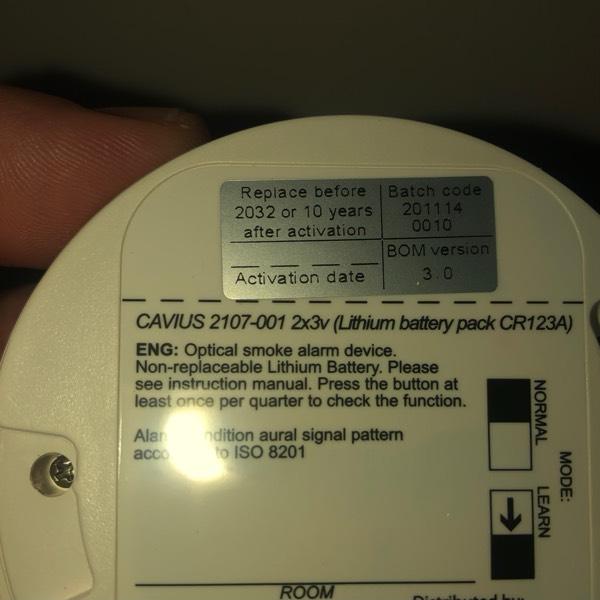 Replace before
2032 or 10 years
after activation
Activation date
Batch code
201114
0010
BOM version
3.0
CAVIUS 2107-001 2x3v (Lithium battery pack CR123A)
ENG: Optical smoke alarm device.
Non-replaceable Lithium Battery. Please
see instruction manual. Press the button at
least once per quarter to check the function.
aural signal pattern
to ISO 8201
NORMAL
MODE:
LEARN
ROOM
Distributed by: